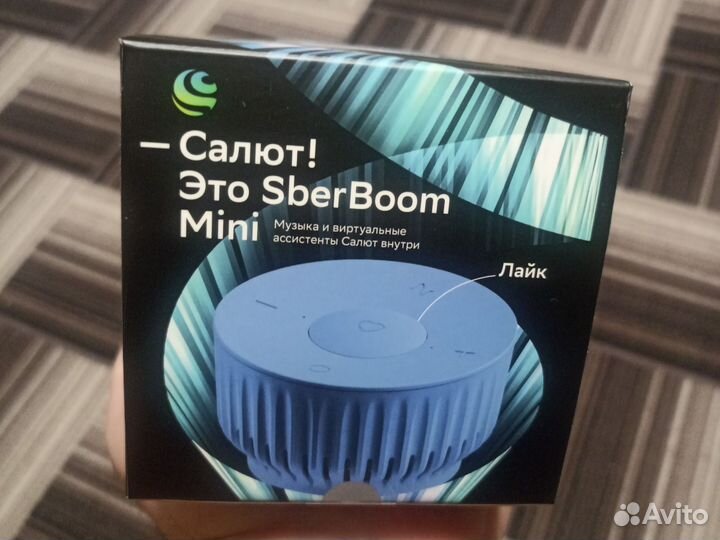 — Салют!
Это SberBoom
Mini
Музыка и виртуальные
ассистенты Салют внутри
Лайк
Avito